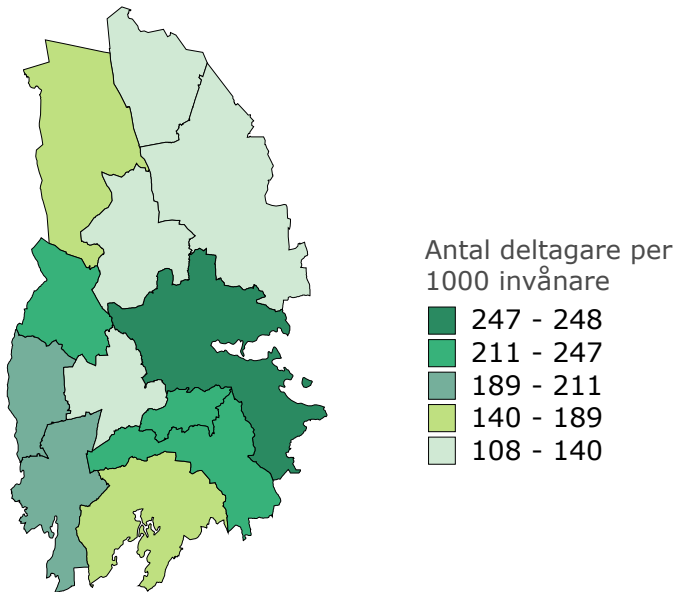 Antal deltagare per
1000 invånare
247 - 248
211 - 247
189 - 211
140 - 189
108 - 140